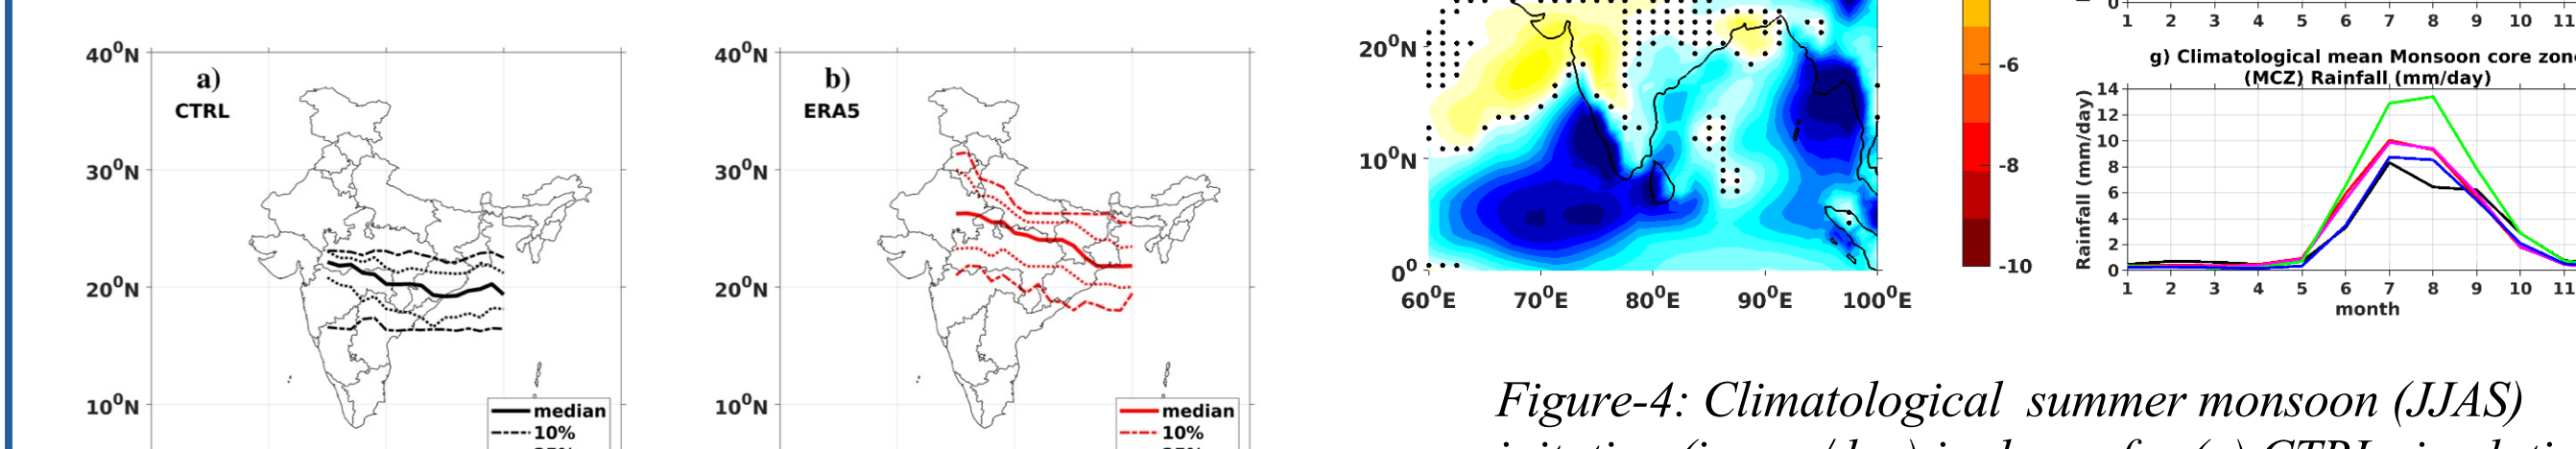 40⁰N
a)
CTRL
30⁰N
20⁰N
10⁰N
median
10%
40⁰N
b)
ERA5
30⁰N
20⁰N
10⁰N
median
10%
20⁰N
10⁰N
0⁰
60⁰E 70⁰E 80⁰E 90⁰E 100⁰E
-6
-8
-10
0
1 2 3 4 5 6 7 8 9 10 11
g) Climatological mean Monsoon core zon
(MCZ) Rainfall (mm/day)
Rainfall (mm/day)
14
12
10
8
6
4
2
0
1 2 3 4 5 6 7 8 9 10 11
month
Figure-4: Climatological summer monsoon (JJAS)